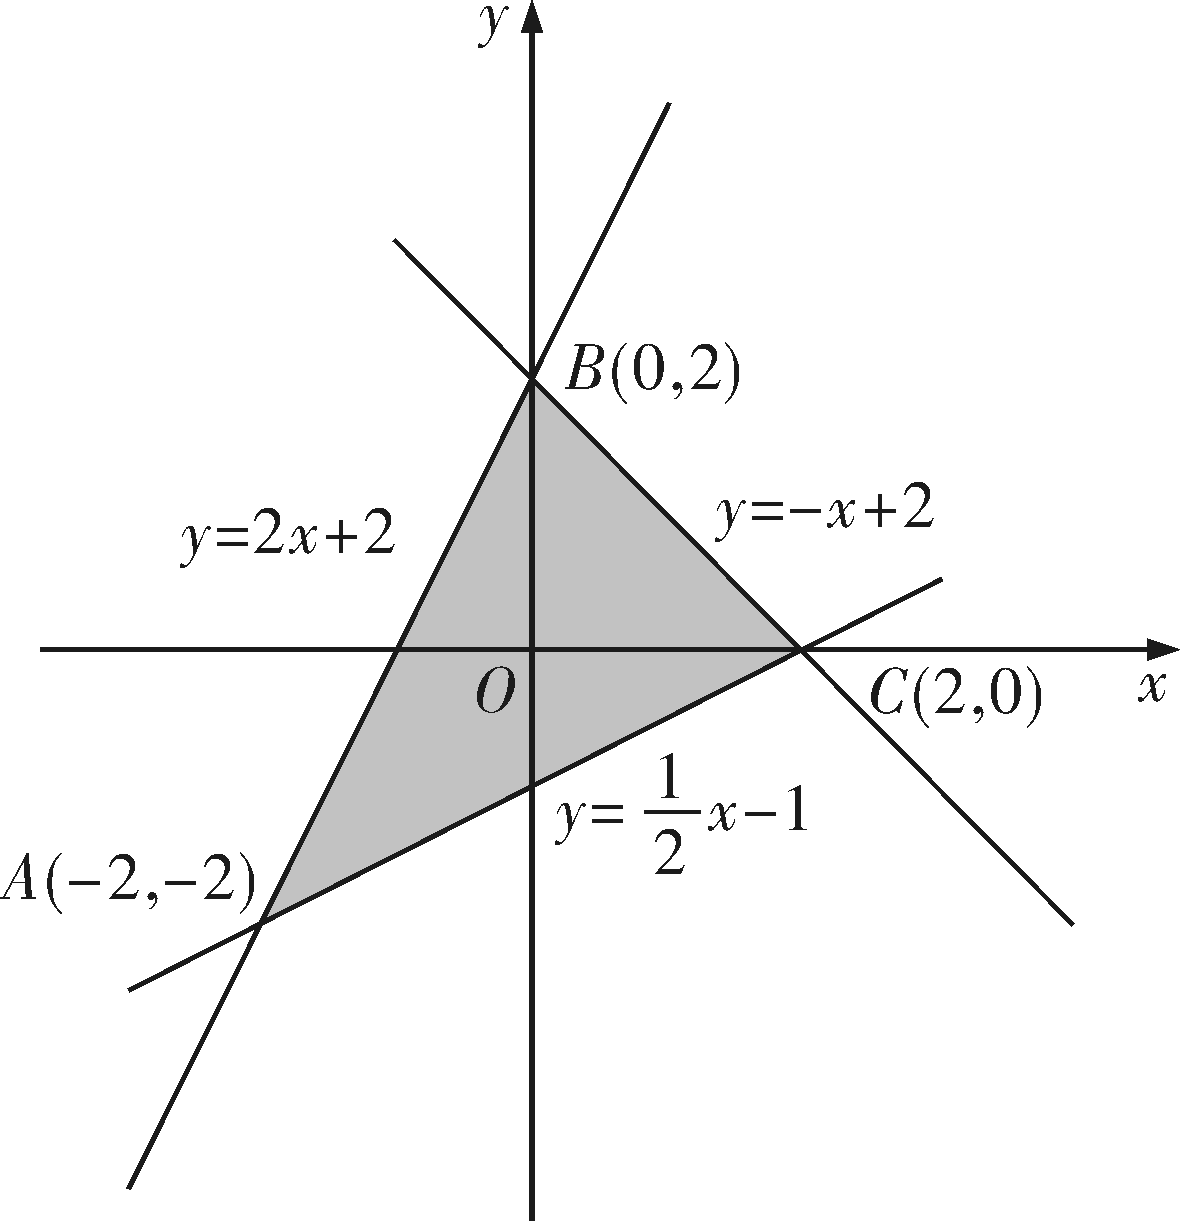 y
B(0,2)
y=2x+2
y=−x+2
O
C(2,0)
x
y=1/2x−1
A(−2,−2)